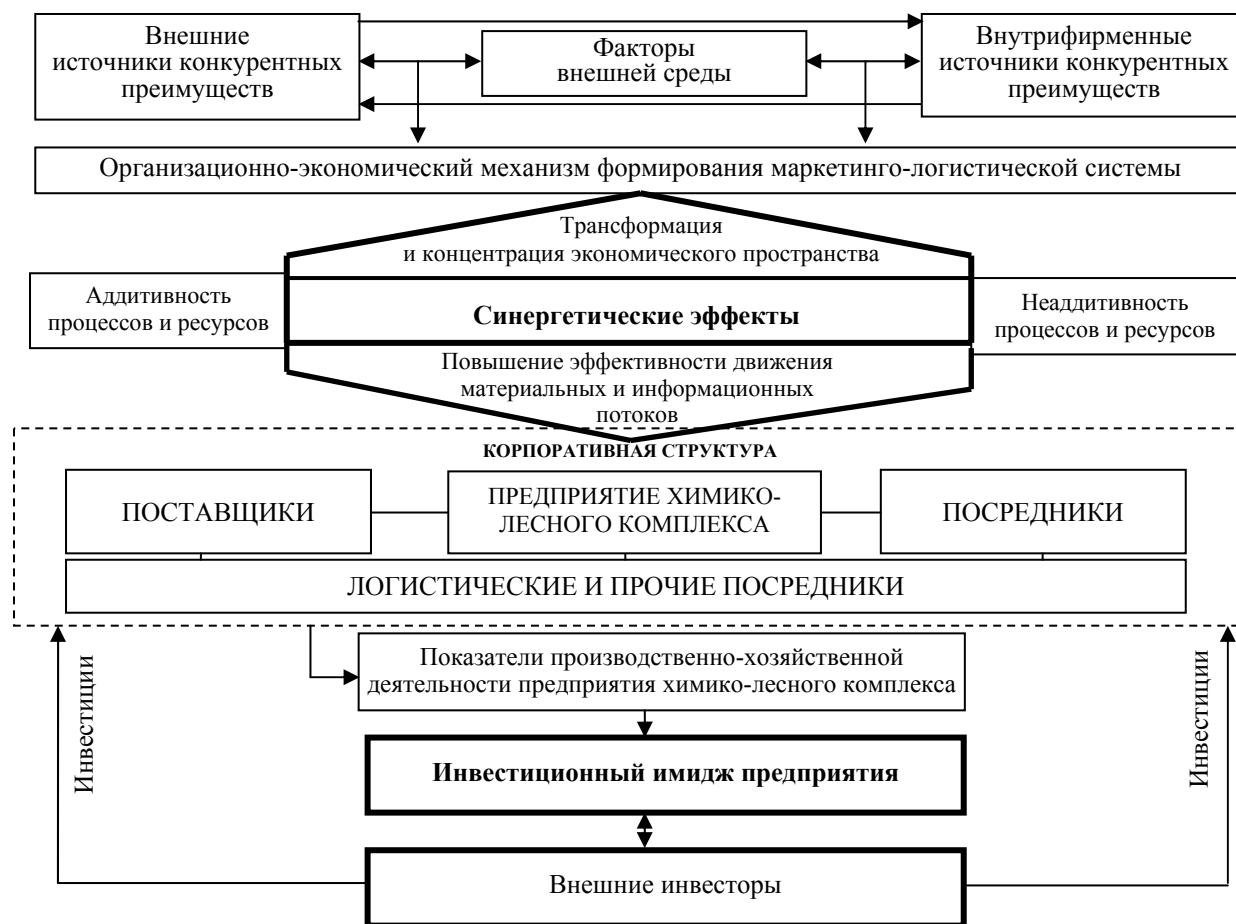 Внешние
источники конкурентных
преимуществ
Факторы
внешней среды
Внутрифирменные
источники конкурентных
преимуществ
Организационно-экономический механизм формирования маркетинго-логистической системы
Трансформация
и концентрация экономического пространства
Аддитивность
процессов и ресурсов
Синергетические эффекты
Неаддитивность
процессов и ресурсов
Повышение эффективности движения
материальных и информационных
потоков
КОРПОРАТИВНАЯ СТРУКТУРА
ПОСТАВЩИКИ
ПРЕДПРИЯТИЕ ХИМИКО-
ЛЕСНОГО КОМПЛЕКСА
ПОСРЕДНИКИ
ЛОГИСТИЧЕСКИЕ И ПРОЧИЕ ПОСРЕДНИКИ
Инвестиции
Показатели производственно-хозяйственной
деятельности предприятия химико-лесного комплекса
Инвестиции
Инвестиционный имидж предприятия
Внешние инвесторы